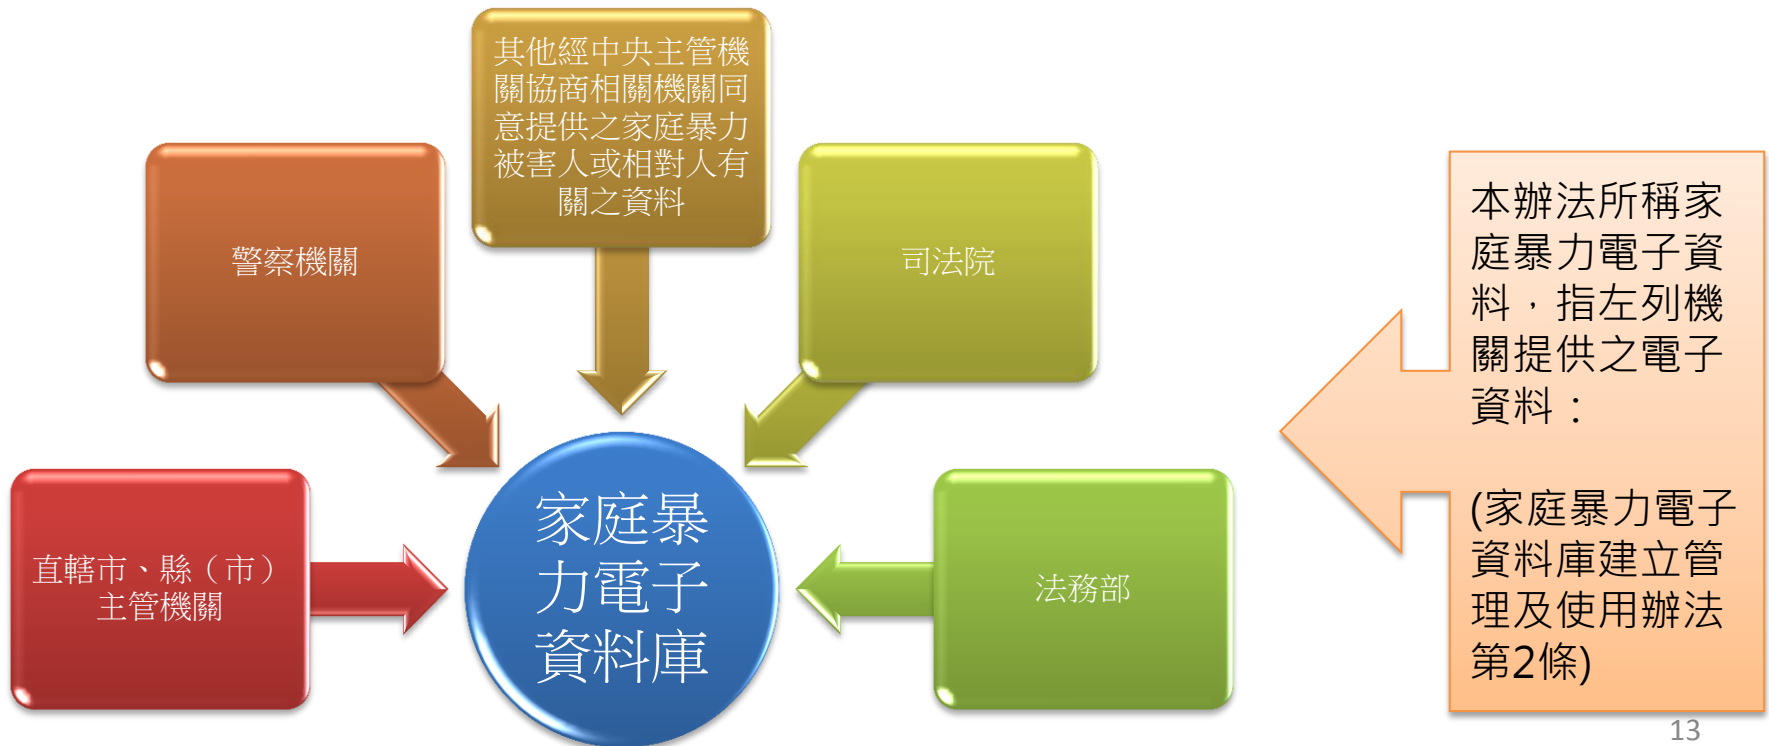 其他經中央主管機
關協商相關機關同
意提供之家庭暴力
被害人或相對人有
關之資料
警察機關
司法院
直轄市、縣（市）
主管機關
家庭暴
力電子
資料庫
法務部
本辦法所稱家
庭暴力電子資
料，指左列機
關提供之電子
資料：
(家庭暴力電子
資料庫建立管
理及使用辦法
第2條)
13